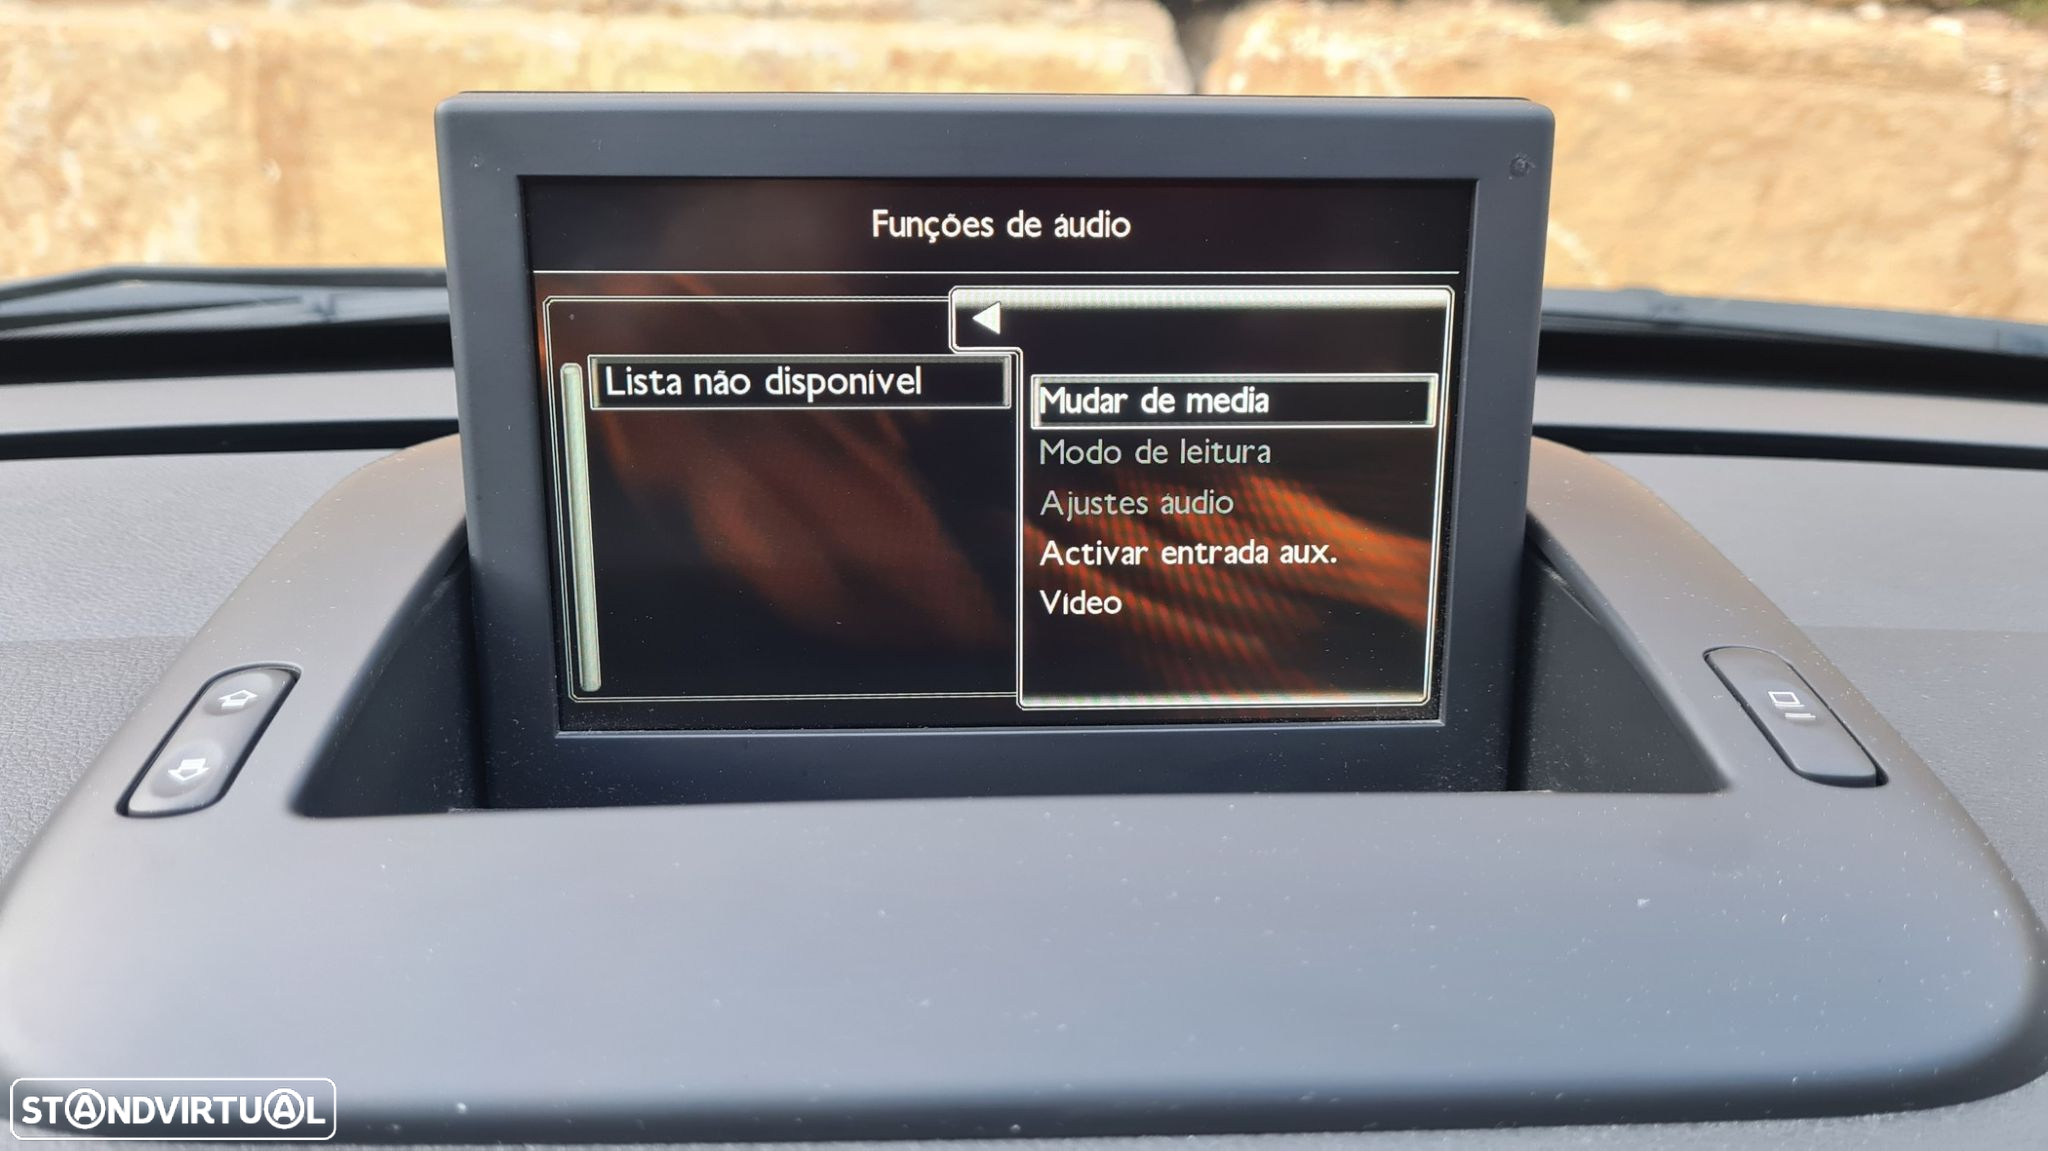 Funções de áudio
Lista não disponível
Mudar de media
Modo de leitura
Ajustes áudio
Activar entrada aux.
Vídeo
STANDVIRTUAL